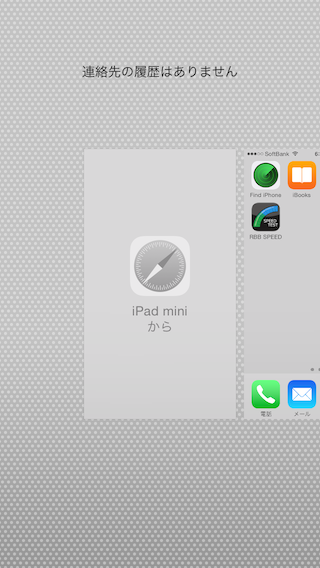 連絡先の履歴はありません
SoftBank
Find iPhone
iBooks
SPEED
TEST
RBB SPEED
iPad mini
から
電話
メール